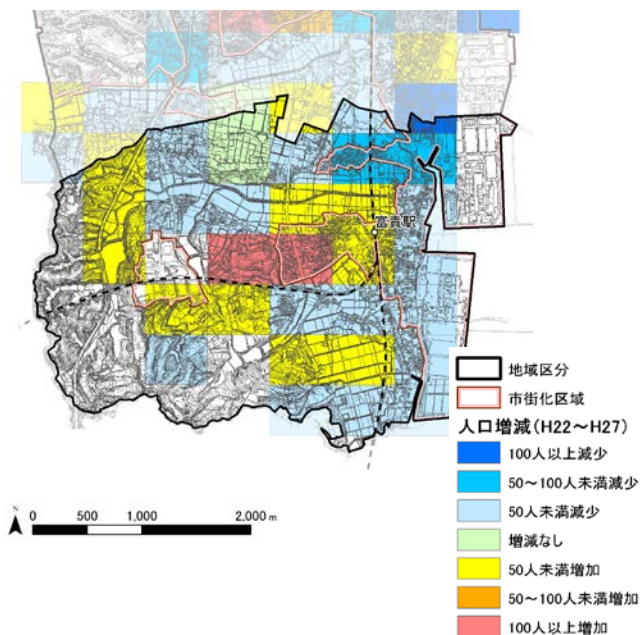 富貴駅
地域区分
市街化区域
人口増減(H22～H27)
100人以上減少
50～100人未満減少
50人未満減少
増減なし
50人未満増加
50～100人未満増加
100人以上増加
N
0 500 1,000 2,000 m